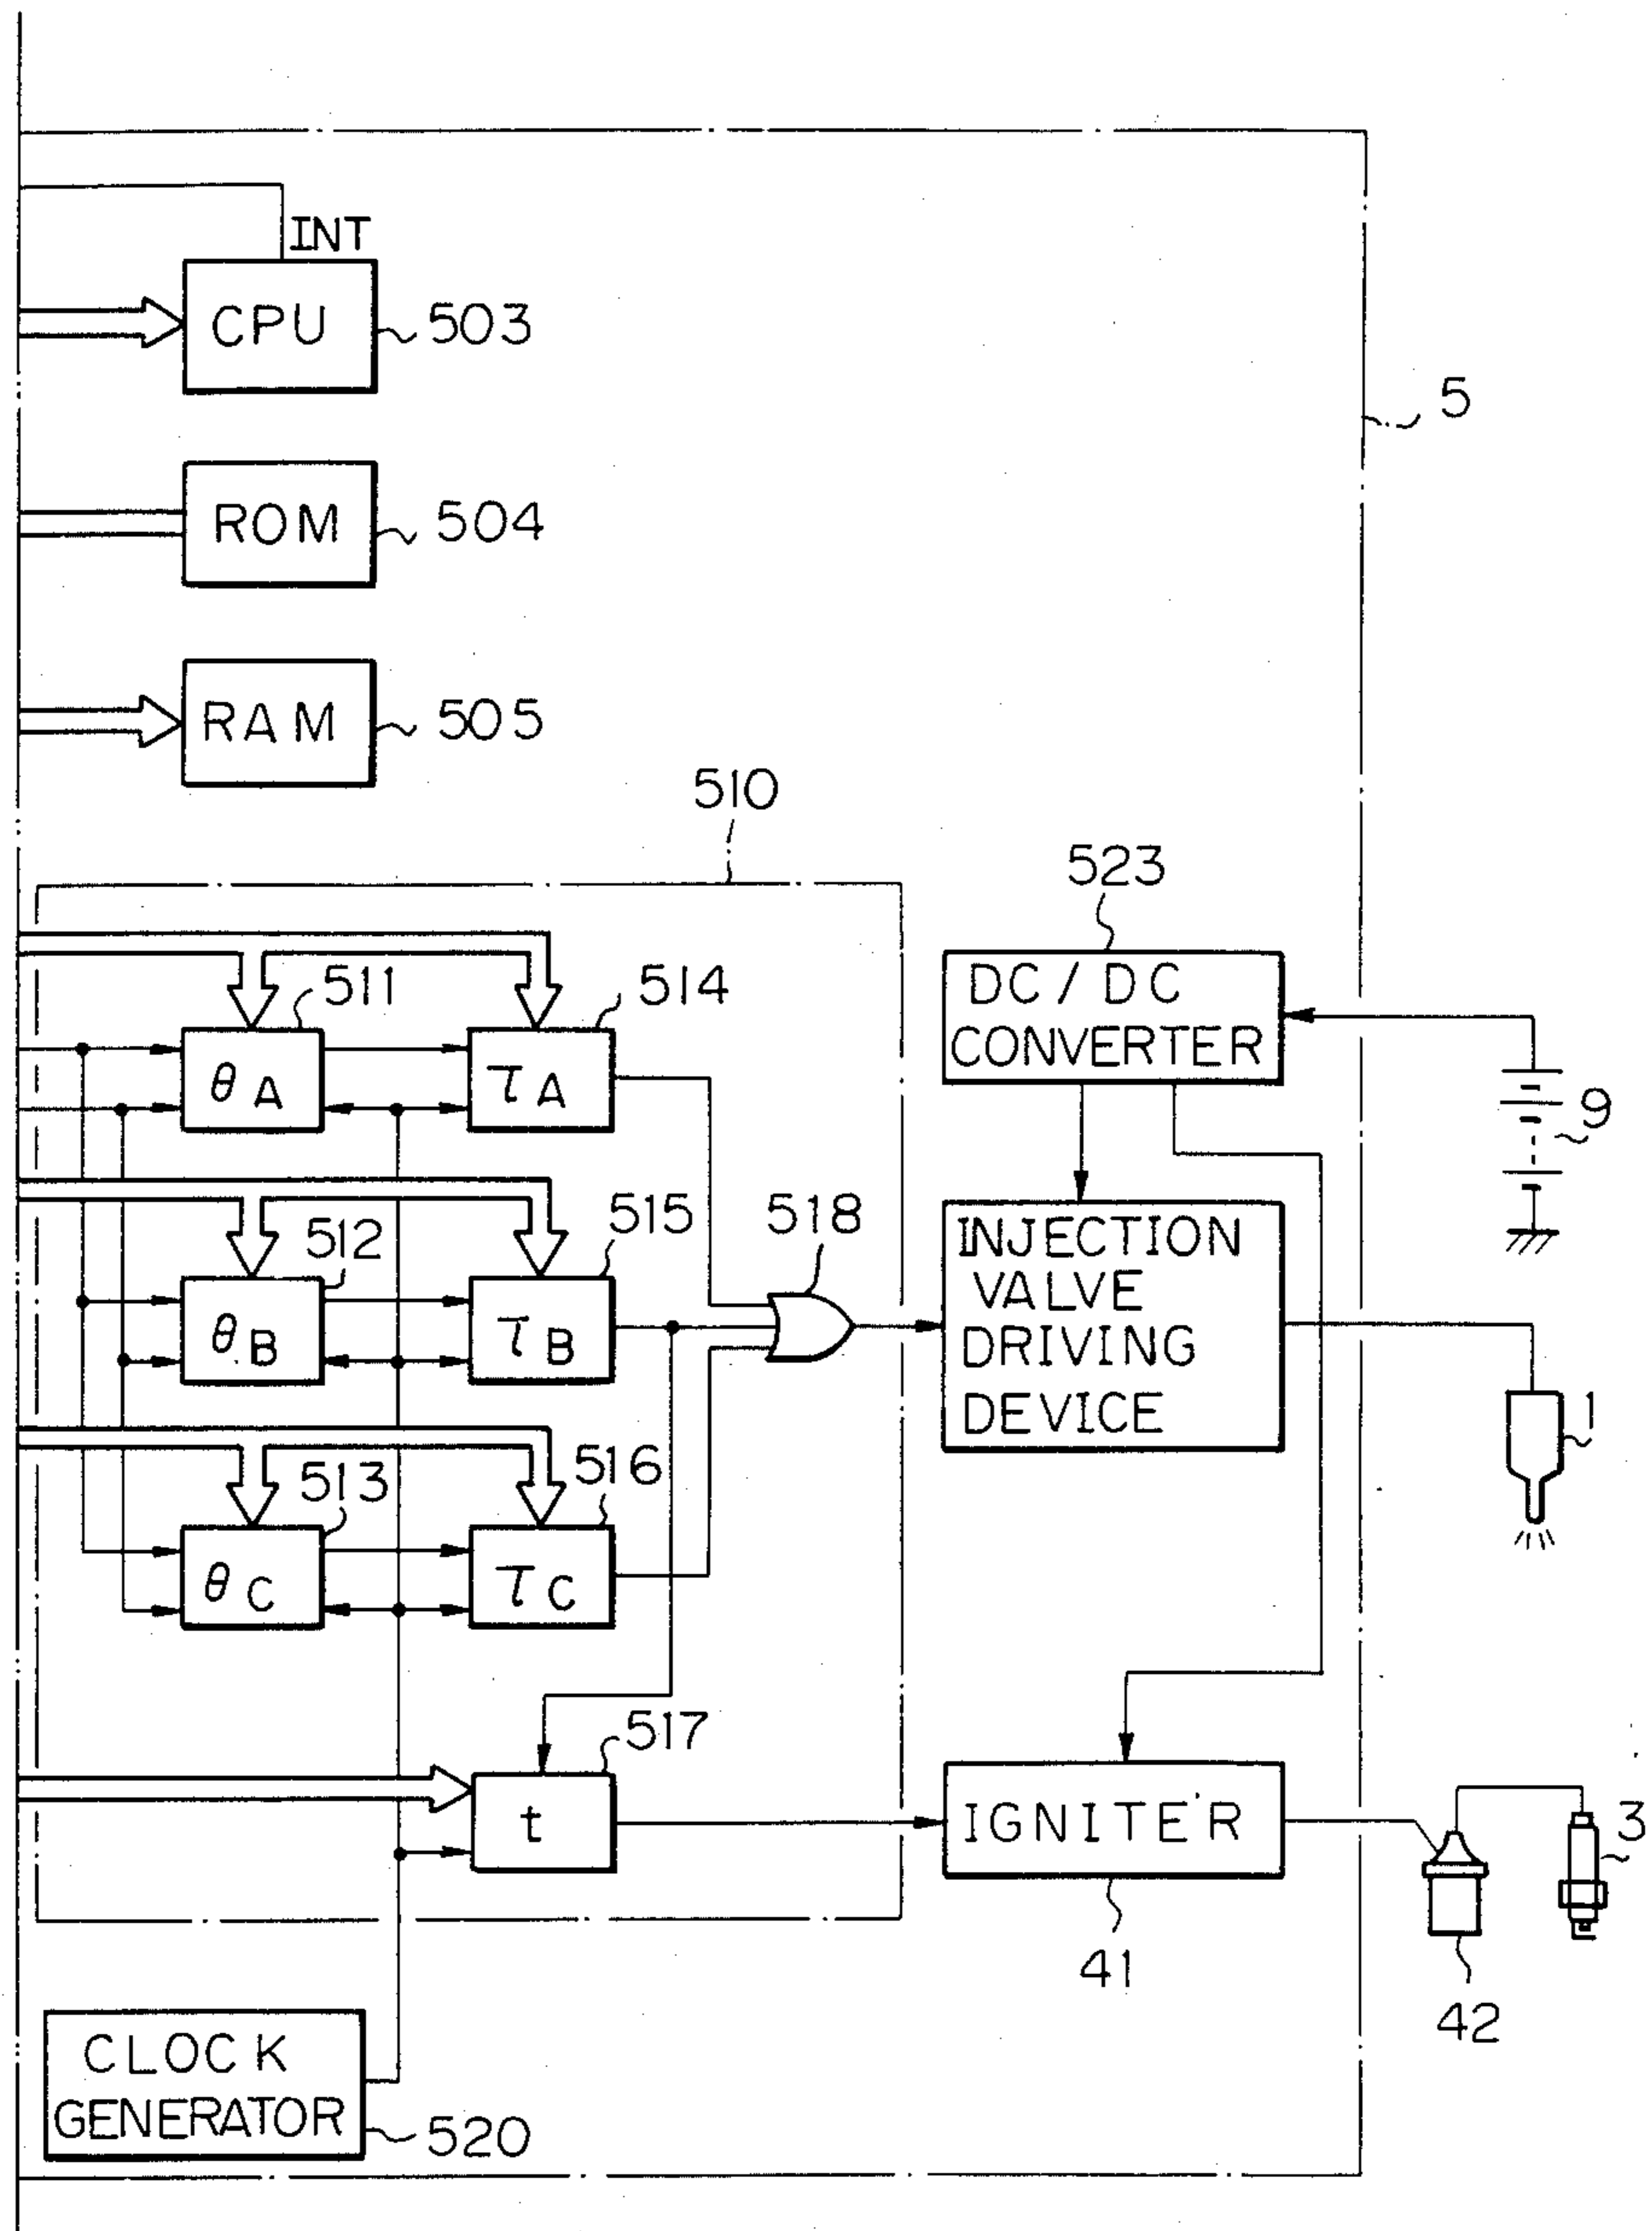 INT
CPU
503
5
ROM
504
RAM
505
510
523
DC / DC
CONVERTER
511
514
θA
τA
9
512
515
518
θB
τB
INJECTION
VALVE
DRIVING
DEVICE
1
513
516
θC
τC
517
t
IGNITER
3
41
42
CLOCK
GENERATOR
520